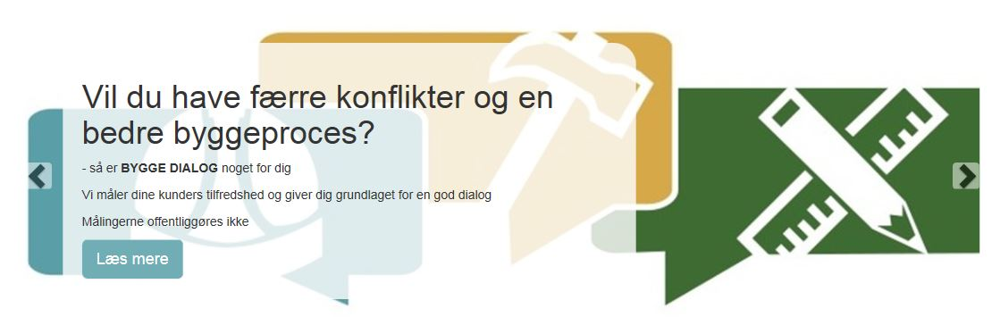 Vil du have færre konflikter og en
bedre byggeproces?
- så er BYGGE DIALOG noget for dig
Vi måler dine kunders tilfredshed og giver dig grundlaget for en god dialog
Målingerne offentliggøres ikke
Læs mere